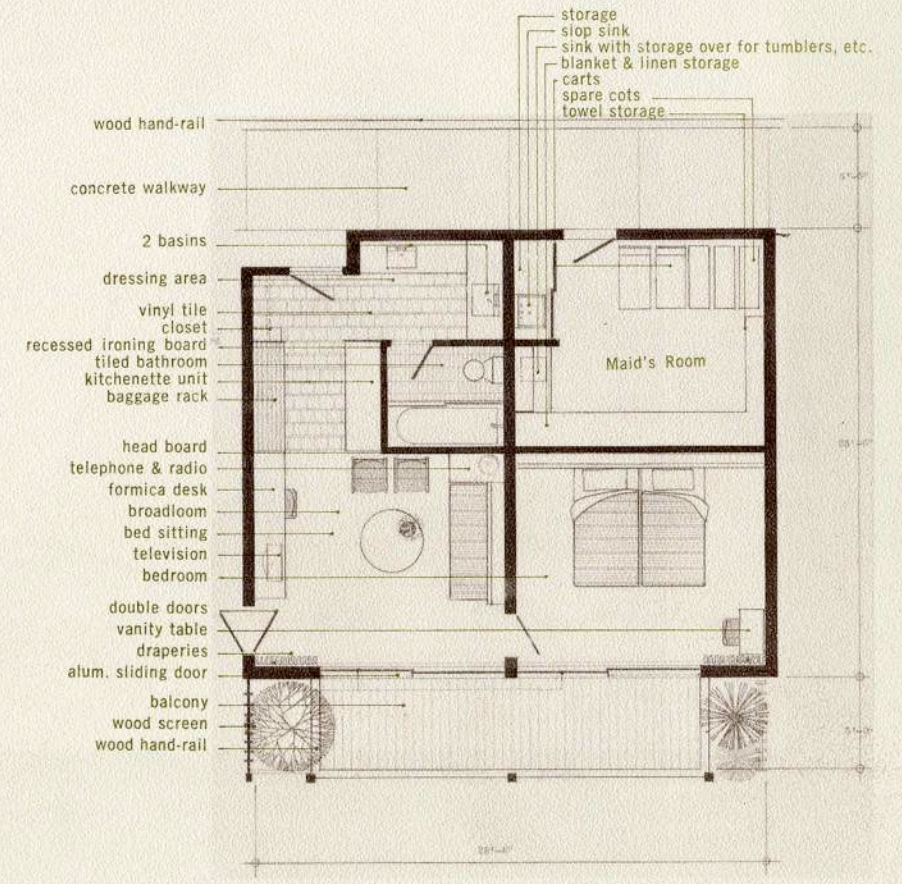 storage
slop sink
sink with storage over for tumblers, etc.
blanket & linen storage
carts
spare cots
towel storage
wood hand-rail
concrete walkway
2 basins
dressing area
vinyl tile
closet
recessed ironing board
tiled bathroom
kitchenette unit
baggage rack
Maid's Room
head board
telephone & radio
formica desk
broadloom
bed sitting
television
bedroom
double doors
vanity table
draperies
alum. sliding door
balcony
wood screen
wood hand-rail